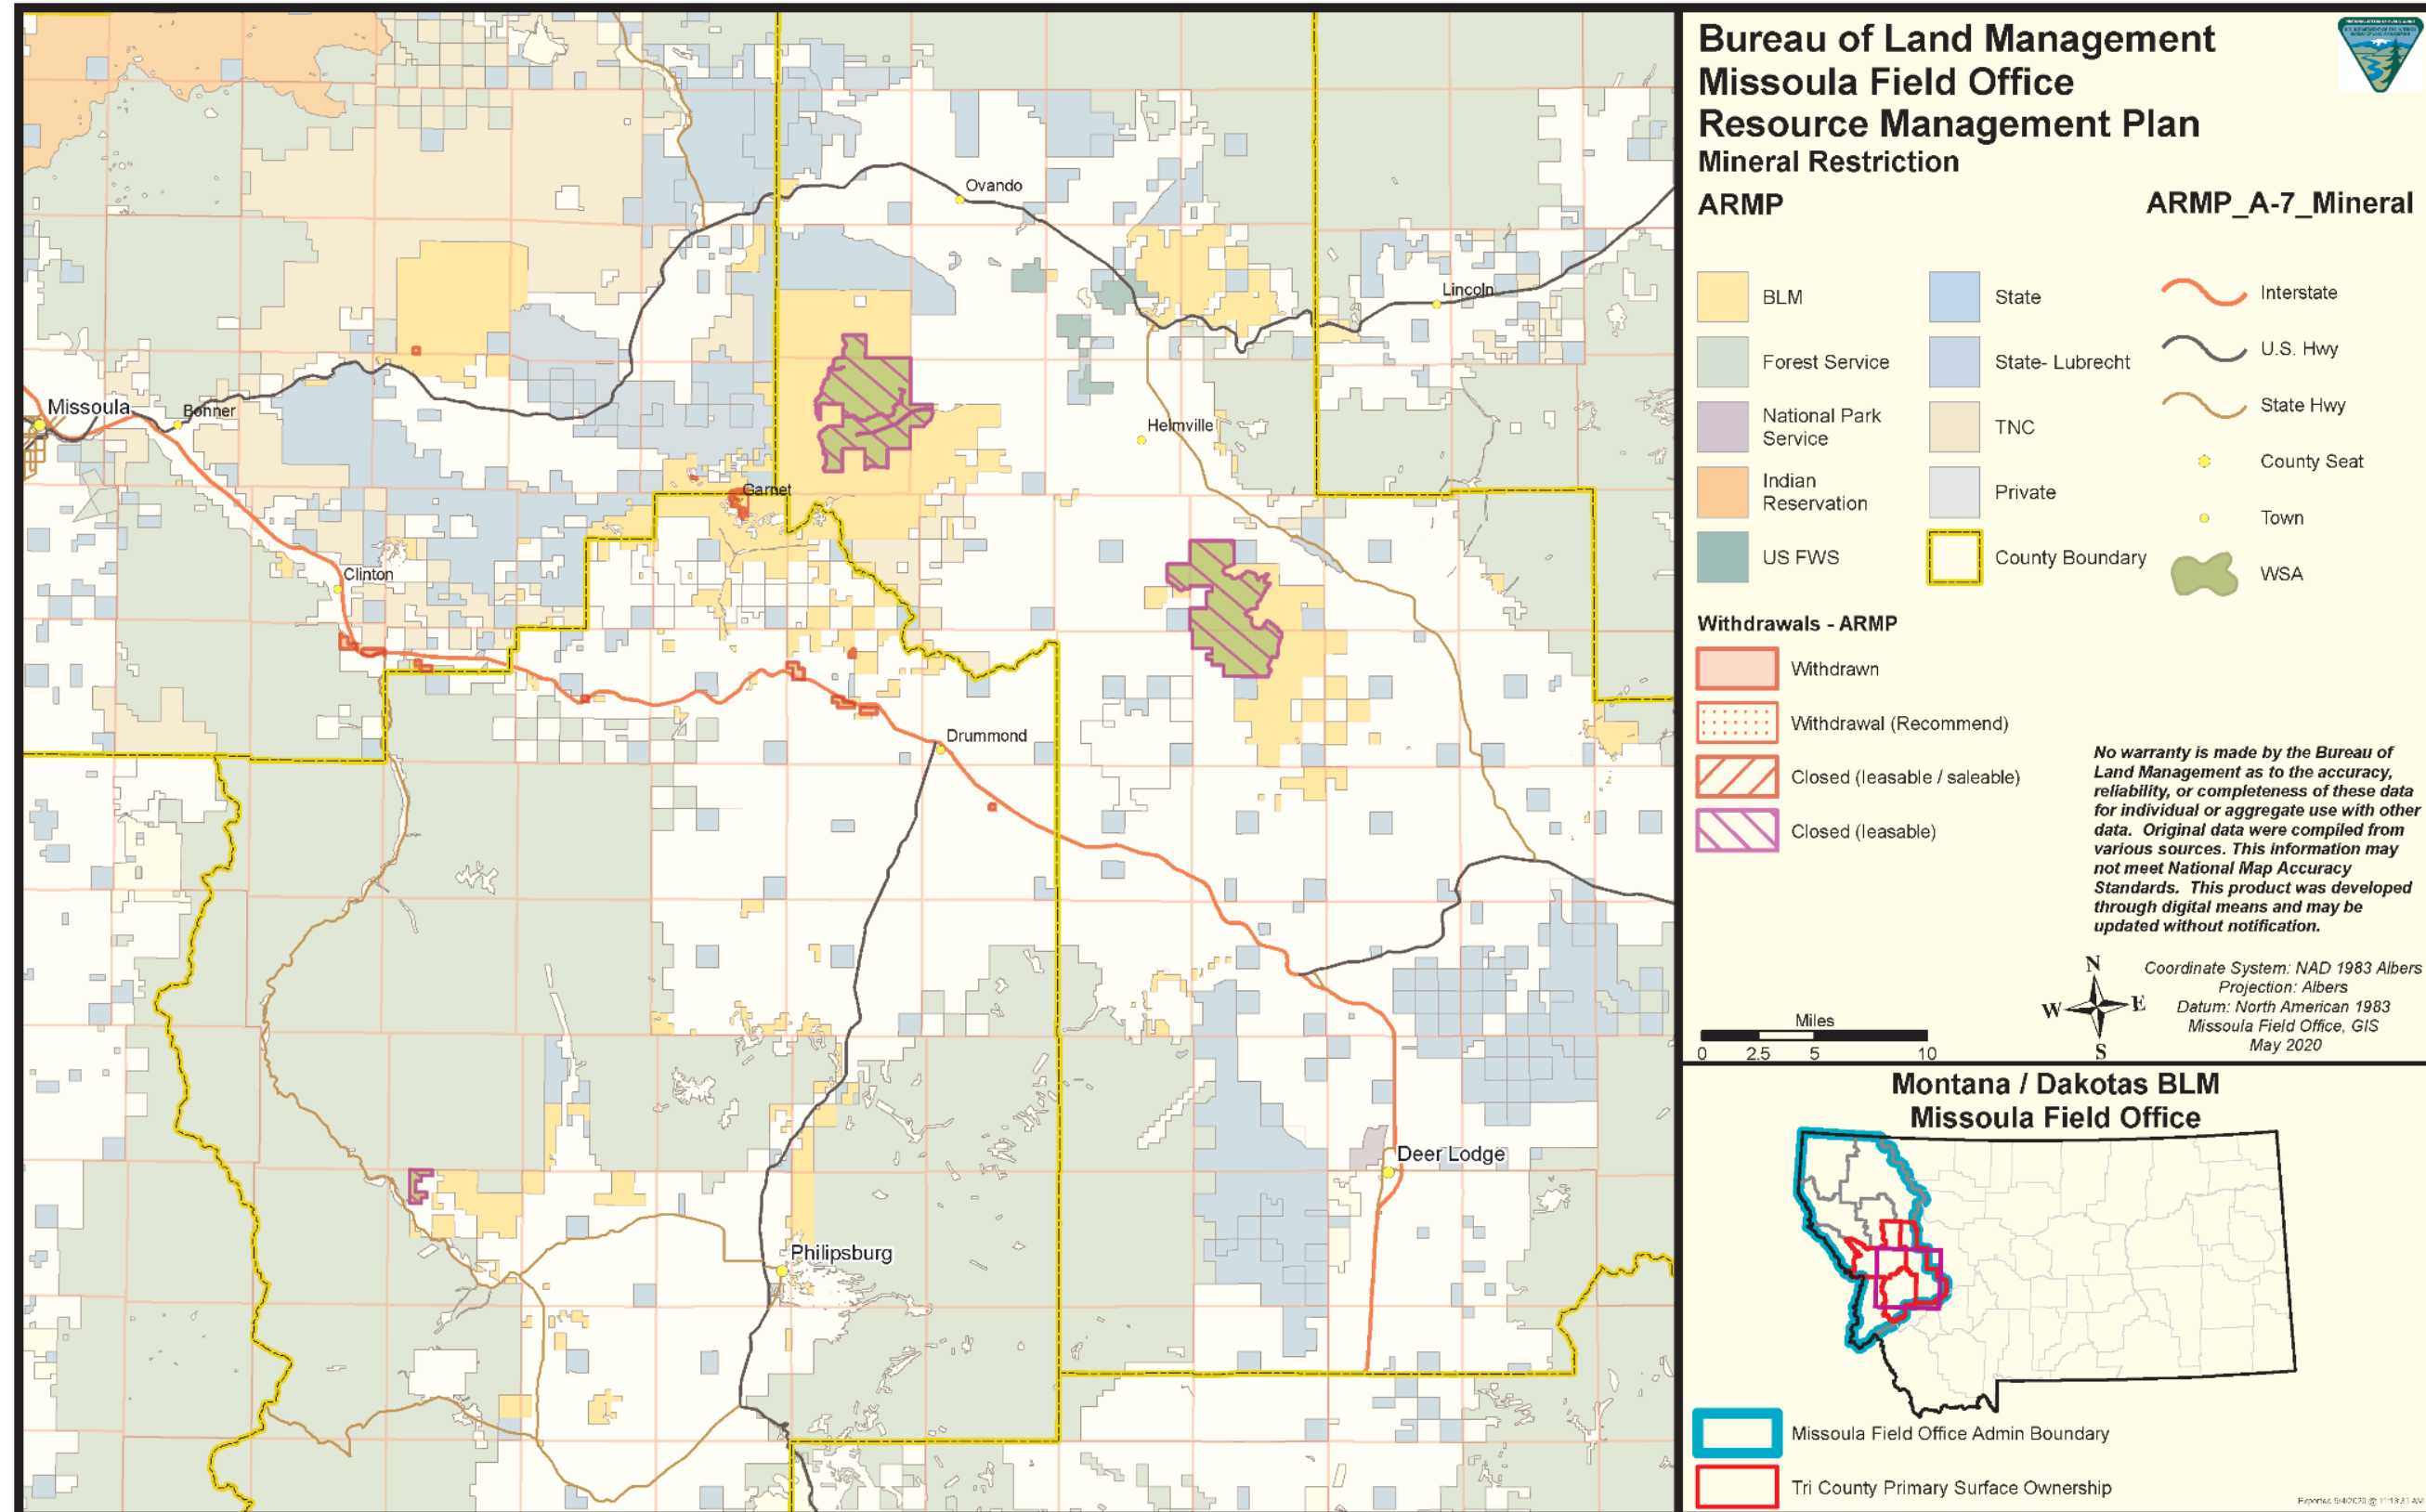 Bureau of Land Management
Missoula Field Office
Resource Management Plan
Mineral Restriction
ARMP
ARMP_A-7_Mineral
BLM
Forest Service
National Park
Service
Indian
Reservation
US FWS
State
State- Lubrecht
TNC
Private
County Boundary
Interstate
U.S. Hwy
State Hwy
County Seat
Town
WSA
Withdrawals - ARMP
Withdrawn
Withdrawal (Recommend)
Closed (leasable / saleable)
Closed (leasable)
No warranty is made by the Bureau of
Land Management as to the accuracy,
reliability, or completeness of these data
for individual or aggregate use with other
data. Original data were compiled from
various sources. This information may
not meet National Map Accuracy
Standards. This product was developed
through digital means and may be
updated without notification.
Coordinate System: NAD 1983 Albers
Projection: Albers
Datum: North American 1983
Missoula Field Office, GIS
May 2020
N
W
E
S
Miles
0 2.5 5 10
Montana / Dakotas BLM
Missoula Field Office
Missoula Field Office Admin Boundary
Tri County Primary Surface Ownership
Ovando
Lincoln
Missoula
Bonner
Helmville
Garnet
Clinton
Drummond
Deer Lodge
Philipsburg